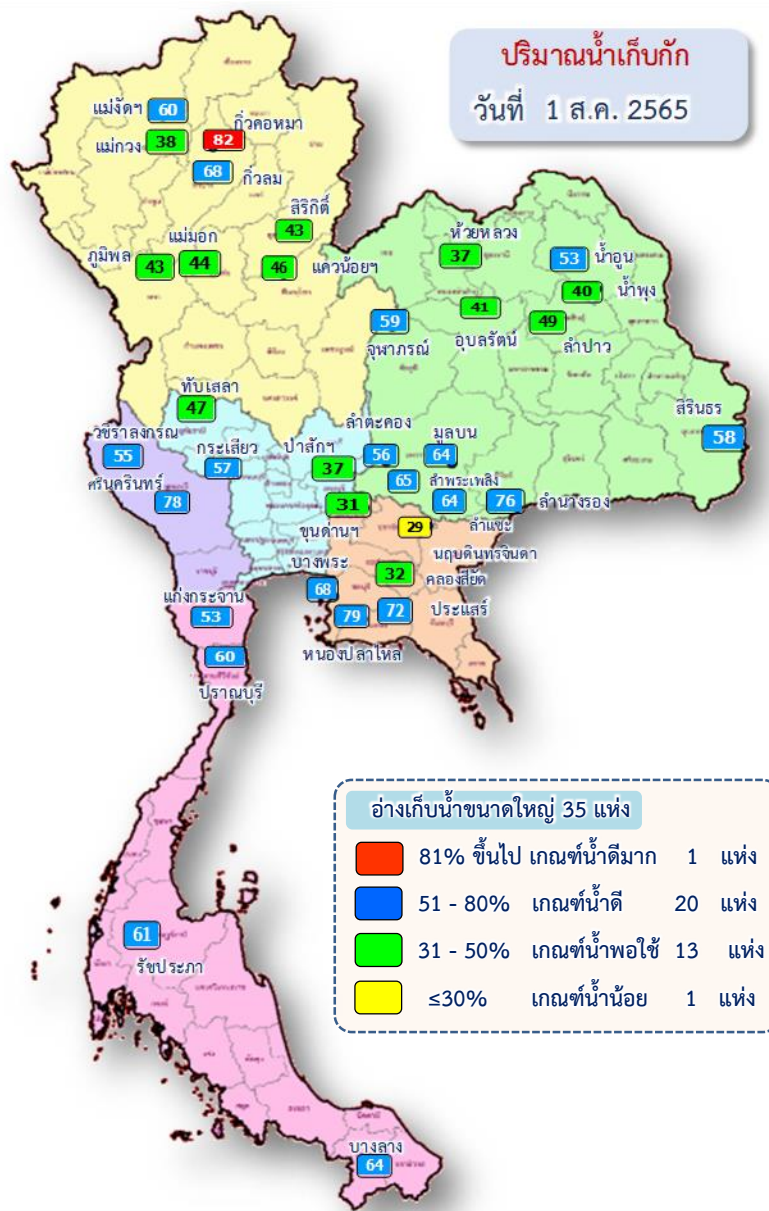 ปริมาณน้ำเก็บกัก
วันที่ 1 ส.ค. 2565
แม่งัดฯ 60
กิ่วคอหมา
แม่กวง 38
82
68 กิ่วลม
สิริกิติ์
43
แม่มอก
ภูมิพล 43
44
46 แควน้อยฯ
ห้วยหลวง
37
53 น้ำอูน
40 น้ำพุง
41
อุบลรัตน์
49
ลำปาว
59
จุฬาภรณ์
สิรินธร
58
ทับเสลา
47
วชิราลงกรณ
55
กระเสียว
57
ศรีนครินทร์
78
ป่าสักฯ
37
ลำตะคอง
56
มูลบน
64
65
ลำพระเพลิง
64
ลำแชะ
76
ลำนางรอง
31
ขุนด่านฯ
29
นฤบดินทรจินดา
32
คลองสียัด
บางพระ
68
79
หนองปลาไหล
72
ประแสร์
แก่งกระจาน
53
60
ปราณบุรี
61
รัชประภา
บางลาง
64
อ่างเก็บน้ำขนาดใหญ่ 35 แห่ง
81% ขึ้นไป เกณฑ์น้ำดีมาก 1 แห่ง
51 - 80% เกณฑ์น้ำดี 20 แห่ง
31 - 50% เกณฑ์น้ำพอใช้ 13 แห่ง
≤30% เกณฑ์น้ำน้อย 1 แห่ง